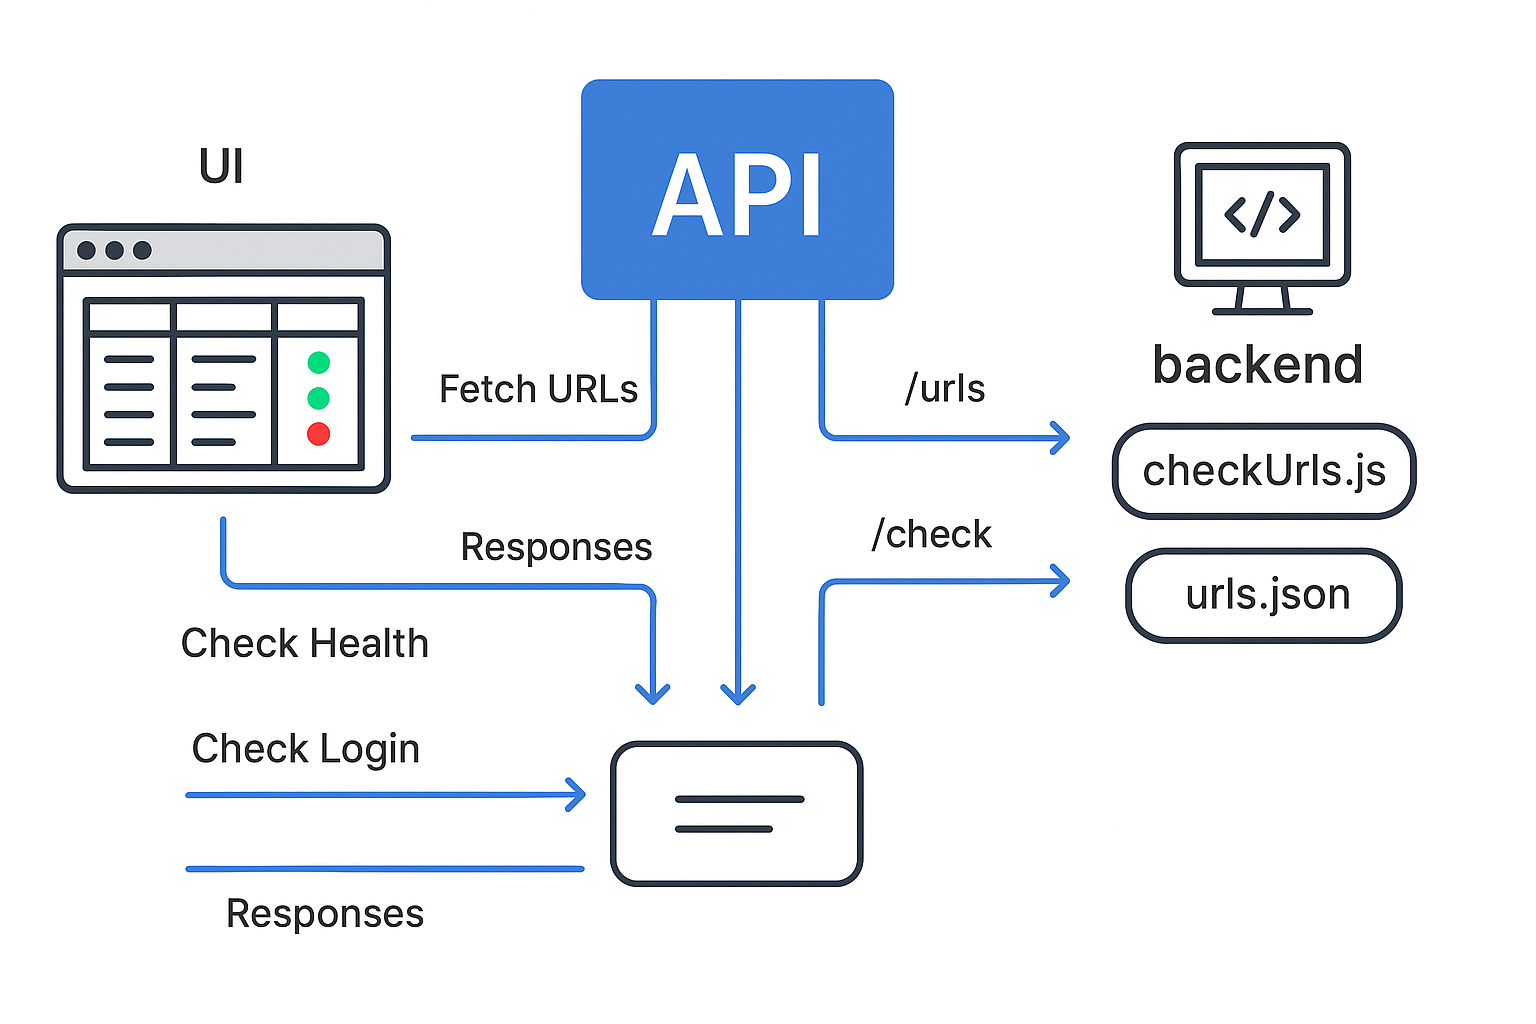 UI
API
Fetch URLs
/urls
backend
checkUrls.js
Responses
/check
urls.json
Check Health
Check Login
Responses